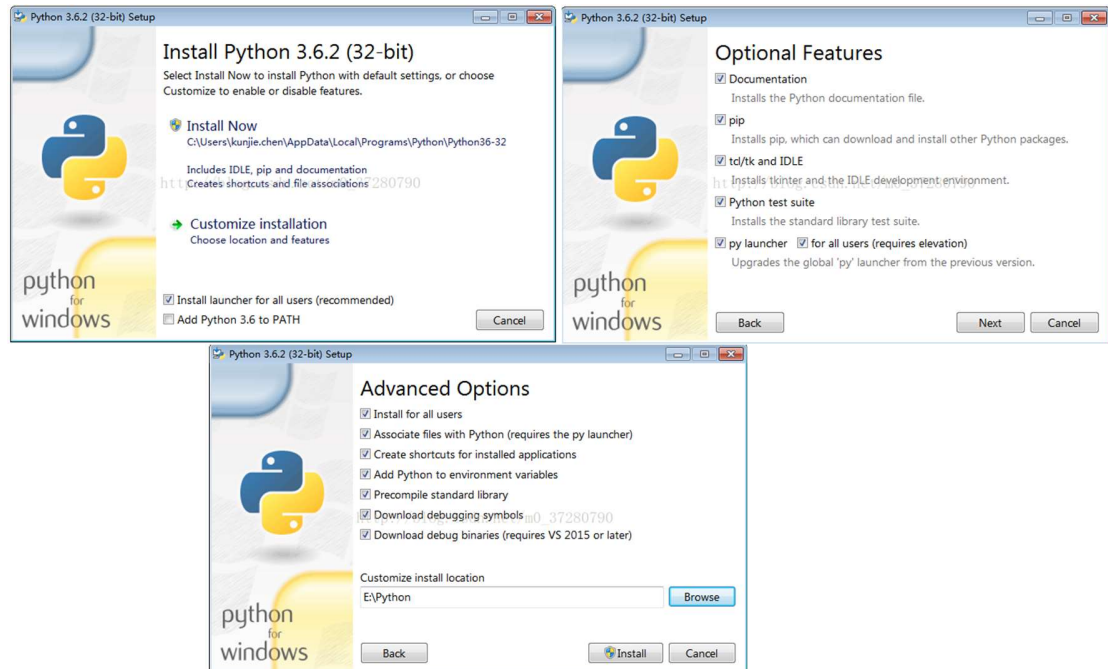 Python 3.6.2 (32-bit) Setup
Install Python 3.6.2 (32-bit)
Select Install Now to install Python with default settings, or choose
Customize to enable or disable features.
Install Now
C:\Users\kunjie.chen\AppData\Local\Programs\Python\Python36-32
Includes IDLE, pip and documentation
Creates shortcuts and file associations
Customize installation
Choose location and features
Install launcher for all users (recommended)
Add Python 3.6 to PATH
Cancel
python
for
windows
Python 3.6.2 (32-bit) Setup
Optional Features
Documentation
Installs the Python documentation file.
pip
Installs pip, which can download and install other Python packages.
tcl/tk and IDLE
Installs tkinter and the IDLE development environment.
Python test suite
Installs the standard library test suite.
py launcher for all users (requires elevation)
Upgrades the global 'py' launcher from the previous version.
python
for
windows
Back Next Cancel
Python 3.6.2 (32-bit) Setup
Advanced Options
Install for all users
Associate files with Python (requires the py launcher)
Create shortcuts for installed applications
Add Python to environment variables
Precompile standard library
Download debugging symbols
Download debug binaries (requires VS 2015 or later)
Customize install location
E:\Python Browse
python
for
windows
Back Install Cancel